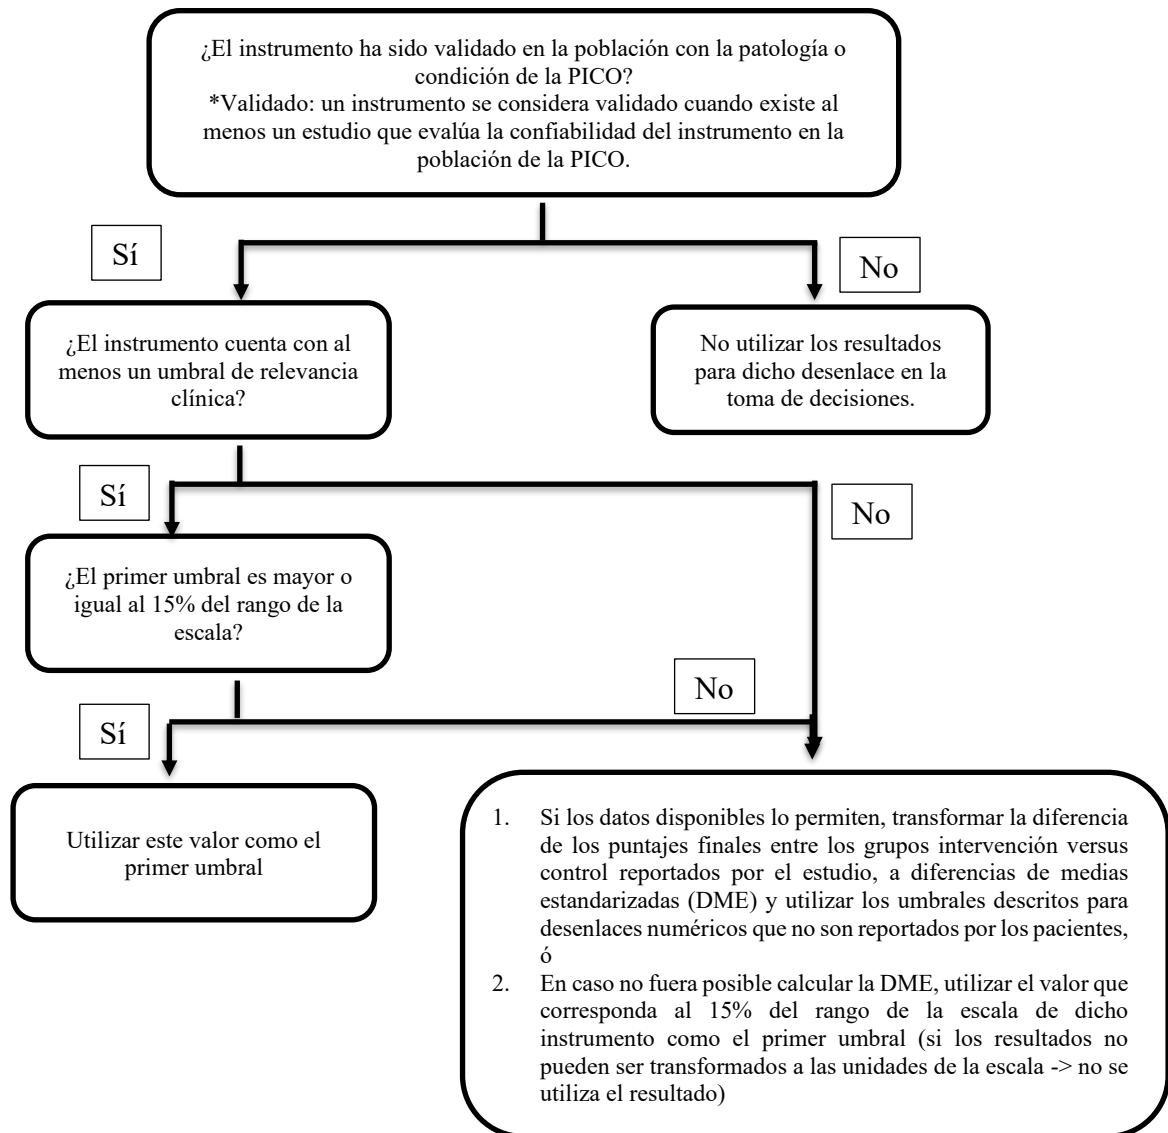 ¿El instrumento ha sido validado en la población con la patología o
condición de la PICO?
*Validado: un instrumento se considera validado cuando existe al
menos un estudio que evalúa la confiabilidad del instrumento en la
población de la PICO.
Sí
No
¿El instrumento cuenta con al
menos un umbral de relevancia
clínica?
No utilizar los resultados
para dicho desenlace en la
toma de decisiones.
Sí
No
¿El primer umbral es mayor o
igual al 15% del rango de la
escala?
No
Sí
Utilizar este valor como el
primer umbral
1. Si los datos disponibles lo permiten, transformar la diferencia
de los puntajes finales entre los grupos intervención versus
control reportados por el estudio, a diferencias de medias
estandarizadas (DME) y utilizar los umbrales descritos para
desenlaces numéricos que no son reportados por los pacientes,
ó
2. En caso no fuera posible calcular la DME, utilizar el valor que
corresponda al 15% del rango de la escala de dicho
instrumento como el primer umbral (si los resultados no
pueden ser transformados a las unidades de la escala -> no se
utiliza el resultado)